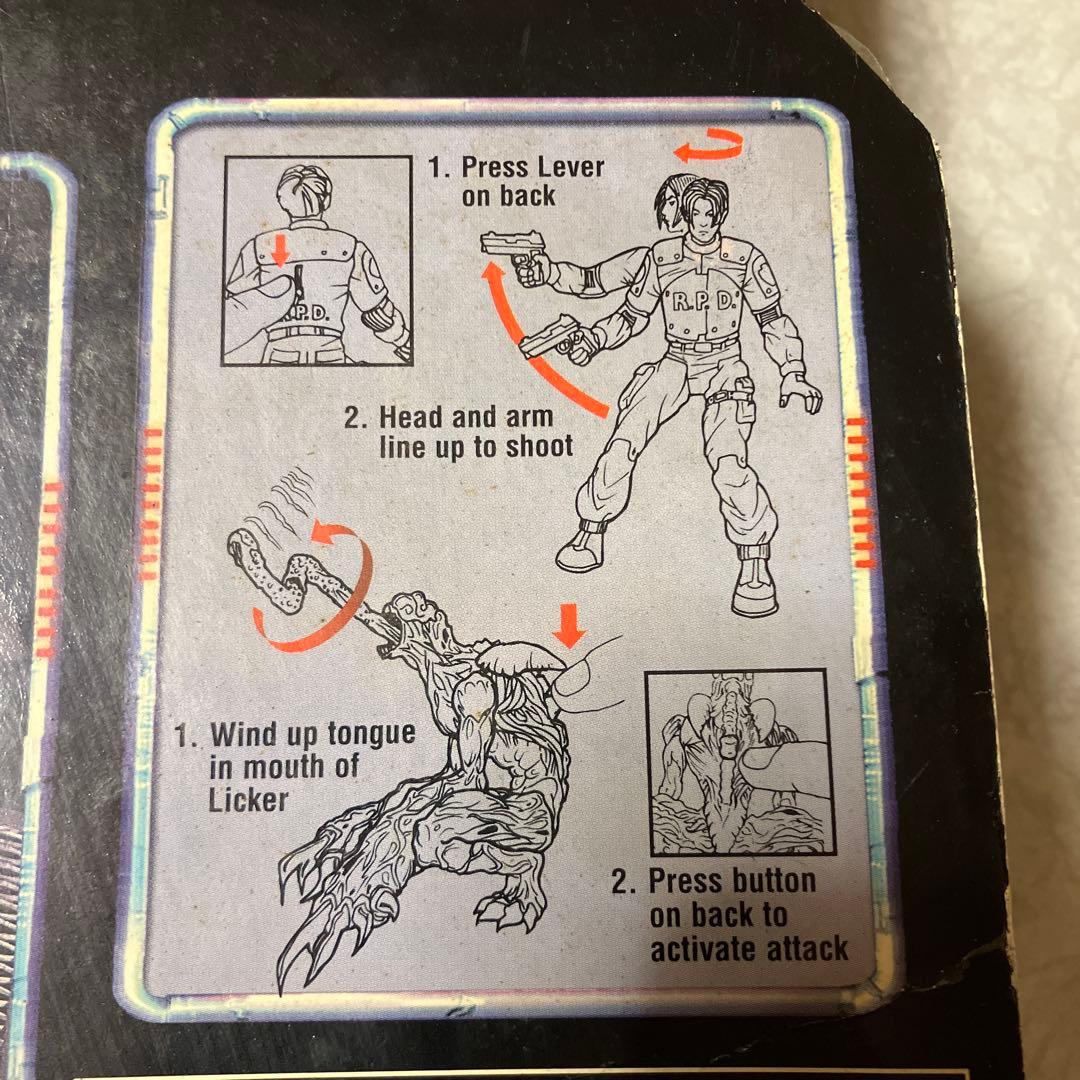 1. Press Lever
on back
R.P.D.
.P.D.
2. Head and arm
line up to shoot
1. Wind up tongue
in mouth of
Licker
2. Press button
on back to
activate attack